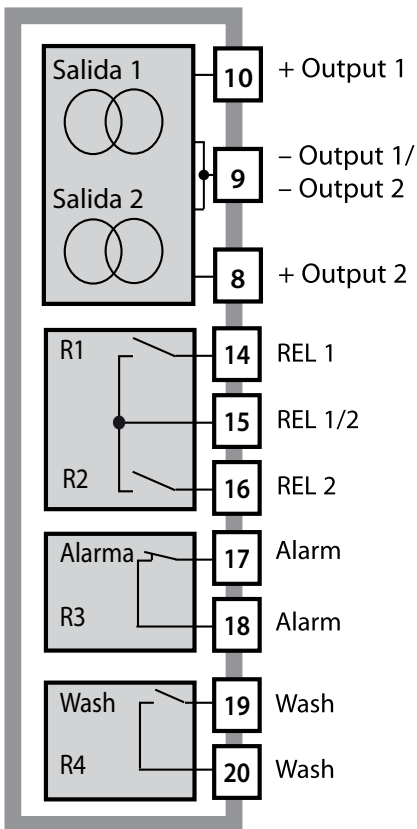 Salida 1
10
+ Output 1
9
– Output 1/
– Output 2
Salida 2
8
+ Output 2
R1
14
REL 1
15
REL 1/2
R2
16
REL 2
Alarma
17
Alarm
R3
18
Alarm
Wash
19
Wash
R4
20
Wash